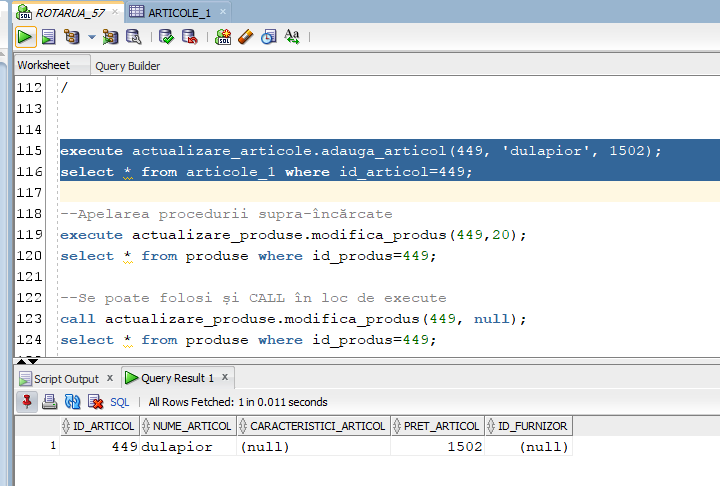 ROTARUA_57 × ARTICOLE_1 ×
SQL Aa
Worksheet Query Builder
112 /
113
114
115 execute actualizare_articole.adauga_articol(449, 'dulapior', 1502);
116 select * from articole_1 where id_articol=449;
117
118 --Apelarea procedurii supra-încărcate
119 execute actualizare_produse.modifica_produs(449,20);
120 select * from produse where id_produs=449;
121
122 --Se poate folosi și CALL în loc de execute
123 call actualizare_produse.modifica_produs(449, null);
124 select * from produse where id_produs=449;
Script Output × Query Result 1 ×
SQL | All Rows Fetched: 1 in 0.011 seconds
ID_ARTICOL NUME_ARTICOL CARACTERISTICI_ARTICOL PRET_ARTICOL ID_FURNIZOR
1 449 dulapior (null) 1502 (null)